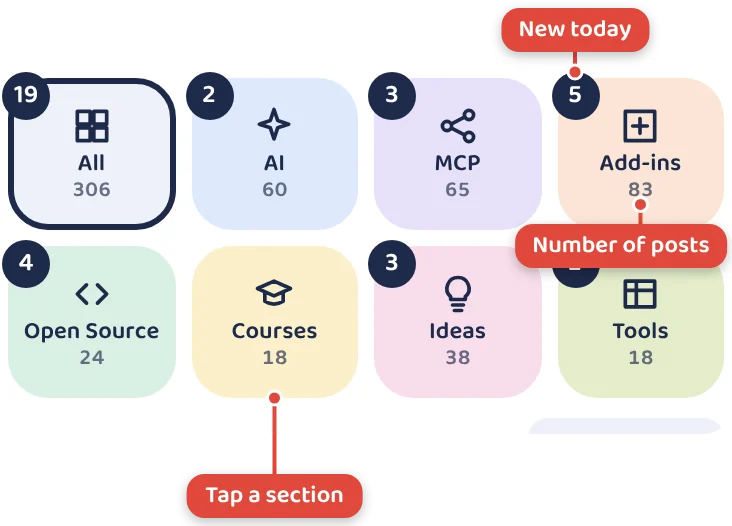 New today
19
2
3
5
All
306
AI
60
MCP
65
Add-ins
83
Number of posts
4
3
Open Source
24
Courses
18
Ideas
38
Tools
18
Tap a section